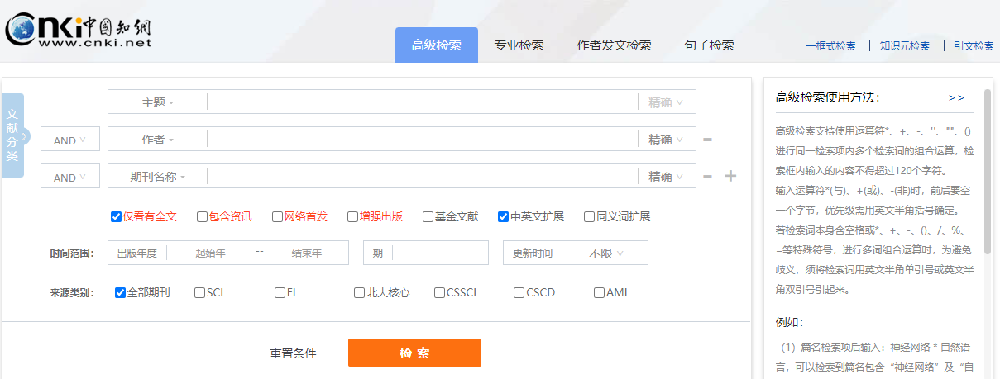 Cnki中国知網
www.cnki.net
高级检索 专业检索 作者发文检索 句子检索 一框式检索 | 知识元检索 | 引文检索
文献分类
主题 精确
AND 作者 精确
AND 期刊名称 精确
仅看有全文 包含资讯 网络首发 增强出版 基金文献 中英文扩展 同义词扩展
时间范围： 出版年度 起始年 -- 结束年 期 更新时间 不限
来源类别： 全部期刊 SCI EI 北大核心 CSSCI CSCD AMI
重置条件 检 索
高级检索使用方法： >>
高级检索支持使用运算符*、+、-、''、""、()
进行同一检索项内多个检索词的组合运算，检
索框内输入的内容不得超过120个字符。
输入运算符*(与)、+(或)、-(非)时，前后要空
一个字节，优先级需用英文半角括号确定。
若检索词本身含空格或*、+、-、()、/、%、
=等特殊符号，进行多词组合运算时，为避免
歧义，须将检索词用英文半角单引号或英文半
角双引号引起来。
例如：
（1）篇名检索项后输入：神经网络 * 自然语
言，可以检索到篇名包含“神经网络”及“自